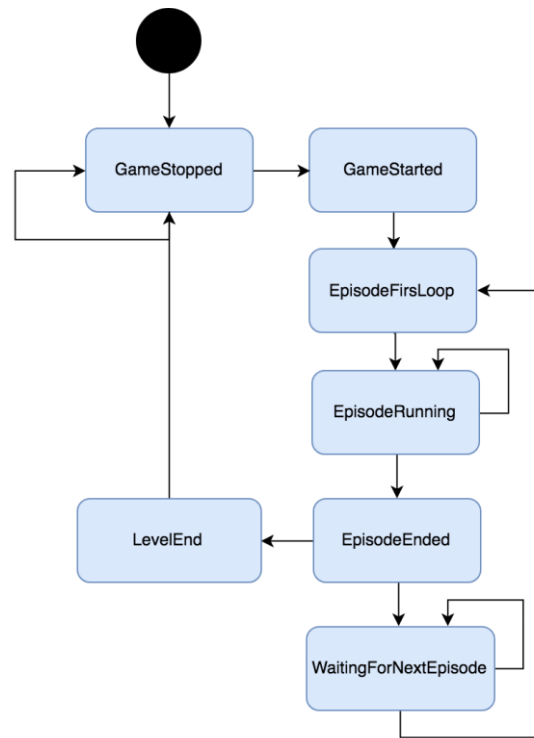 GameStopped
GameStarted
EpisodeFirsLoop
EpisodeRunning
LevelEnd
EpisodeEnded
WaitingForNextEpisode